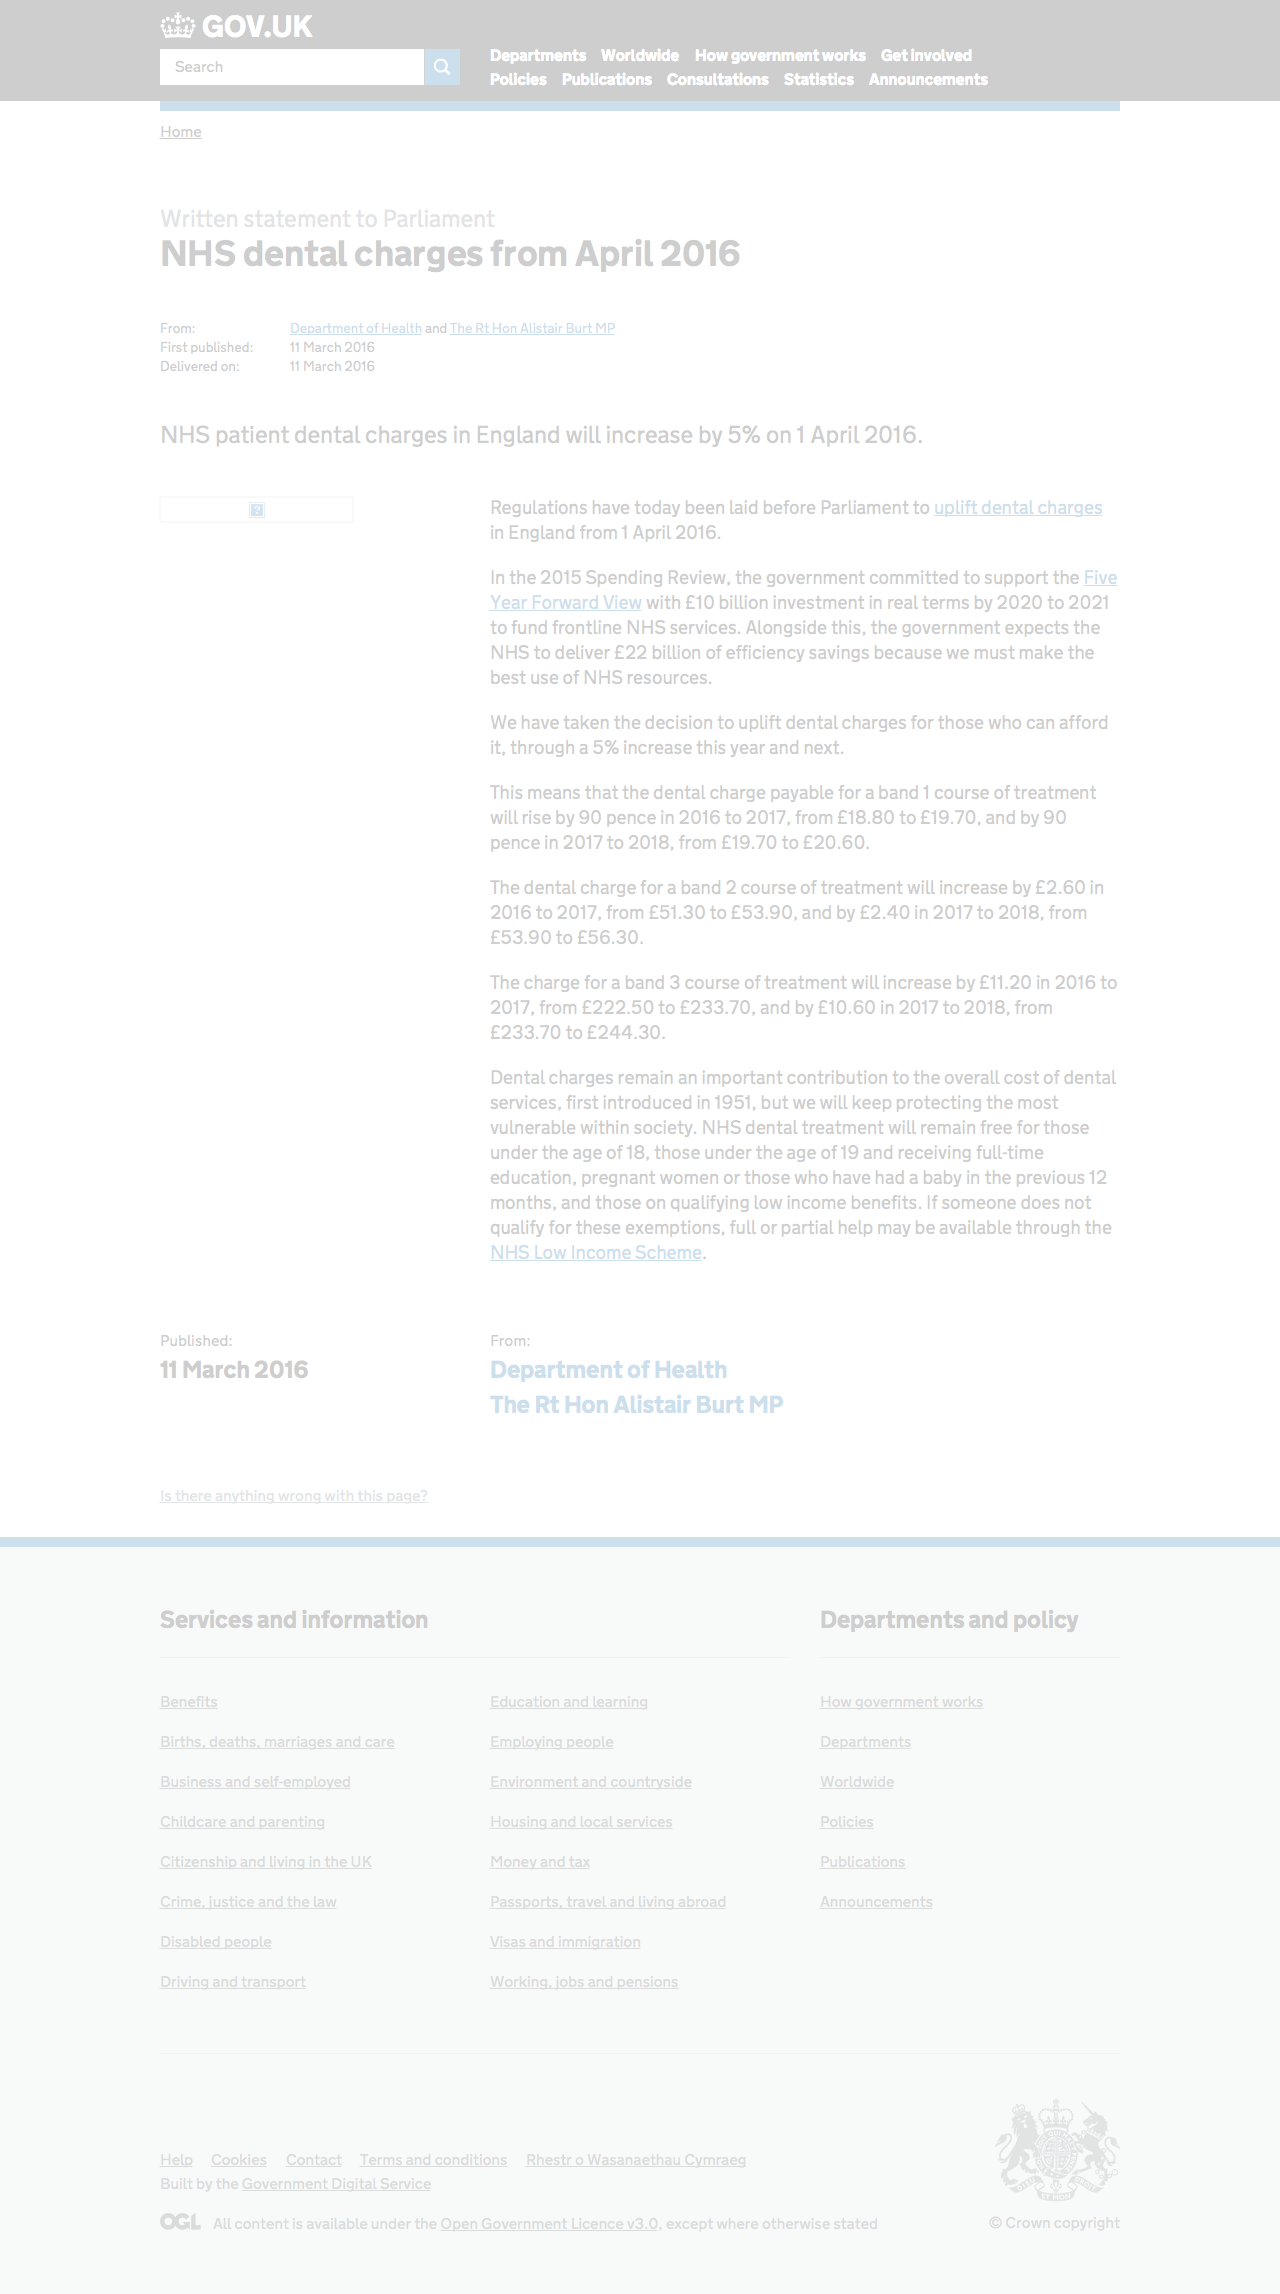 GOV.UK
Search
Departments Worldwide How government works Get involved
Policies Publications Consultations Statistics Announcements
Home
Written statement to Parliament
NHS dental charges from April 2016
From: Department of Health and The Rt Hon Alistair Burt MP
First published: 11 March 2016
Delivered on: 11 March 2016
NHS patient dental charges in England will increase by 5% on 1 April 2016.
Regulations have today been laid before Parliament to uplift dental charges
in England from 1 April 2016.
In the 2015 Spending Review, the government committed to support the Five
Year Forward View with £10 billion investment in real terms by 2020 to 2021
to fund frontline NHS services. Alongside this, the government expects the
NHS to deliver £22 billion of efficiency savings because we must make the
best use of NHS resources.
We have taken the decision to uplift dental charges for those who can afford
it, through a 5% increase this year and next.
This means that the dental charge payable for a band 1 course of treatment
will rise by 90 pence in 2016 to 2017, from £18.80 to £19.70, and by 90
pence in 2017 to 2018, from £19.70 to £20.60.
The dental charge for a band 2 course of treatment will increase by £2.60 in
2016 to 2017, from £51.30 to £53.90, and by £2.40 in 2017 to 2018, from
£53.90 to £56.30.
The charge for a band 3 course of treatment will increase by £11.20 in 2016 to
2017, from £222.50 to £233.70, and by £10.60 in 2017 to 2018, from
£233.70 to £244.30.
Dental charges remain an important contribution to the overall cost of dental
services, first introduced in 1951, but we will keep protecting the most
vulnerable within society. NHS dental treatment will remain free for those
under the age of 18, those under the age of 19 and receiving full-time
education, pregnant women or those who have had a baby in the previous 12
months, and those on qualifying low income benefits. If someone does not
qualify for these exemptions, full or partial help may be available through the
NHS Low Income Scheme.
Published:
11 March 2016
From:
Department of Health
The Rt Hon Alistair Burt MP
Is there anything wrong with this page?
Services and information
Benefits
Births, deaths, marriages and care
Business and self-employed
Childcare and parenting
Citizenship and living in the UK
Crime, justice and the law
Disabled people
Driving and transport
Education and learning
Employing people
Environment and countryside
Housing and local services
Money and tax
Passports, travel and living abroad
Visas and immigration
Working, jobs and pensions
Departments and policy
How government works
Departments
Worldwide
Policies
Publications
Announcements
Help Cookies Contact Terms and conditions Rhestr o Wasanaethau Cymraeg
Built by the Government Digital Service
OGL All content is available under the Open Government Licence v3.0, except where otherwise stated
© Crown copyright